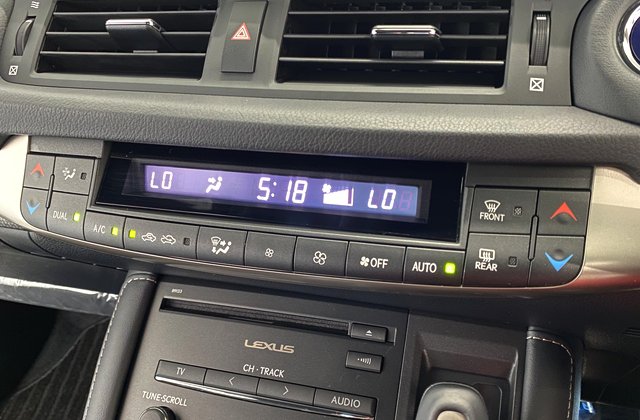 LO 5:18 LO
DUAL A/C OFF AUTO
FRONT
REAR
LEXUS
CH · TRACK
TV AUDIO
TUNE·SCROLL